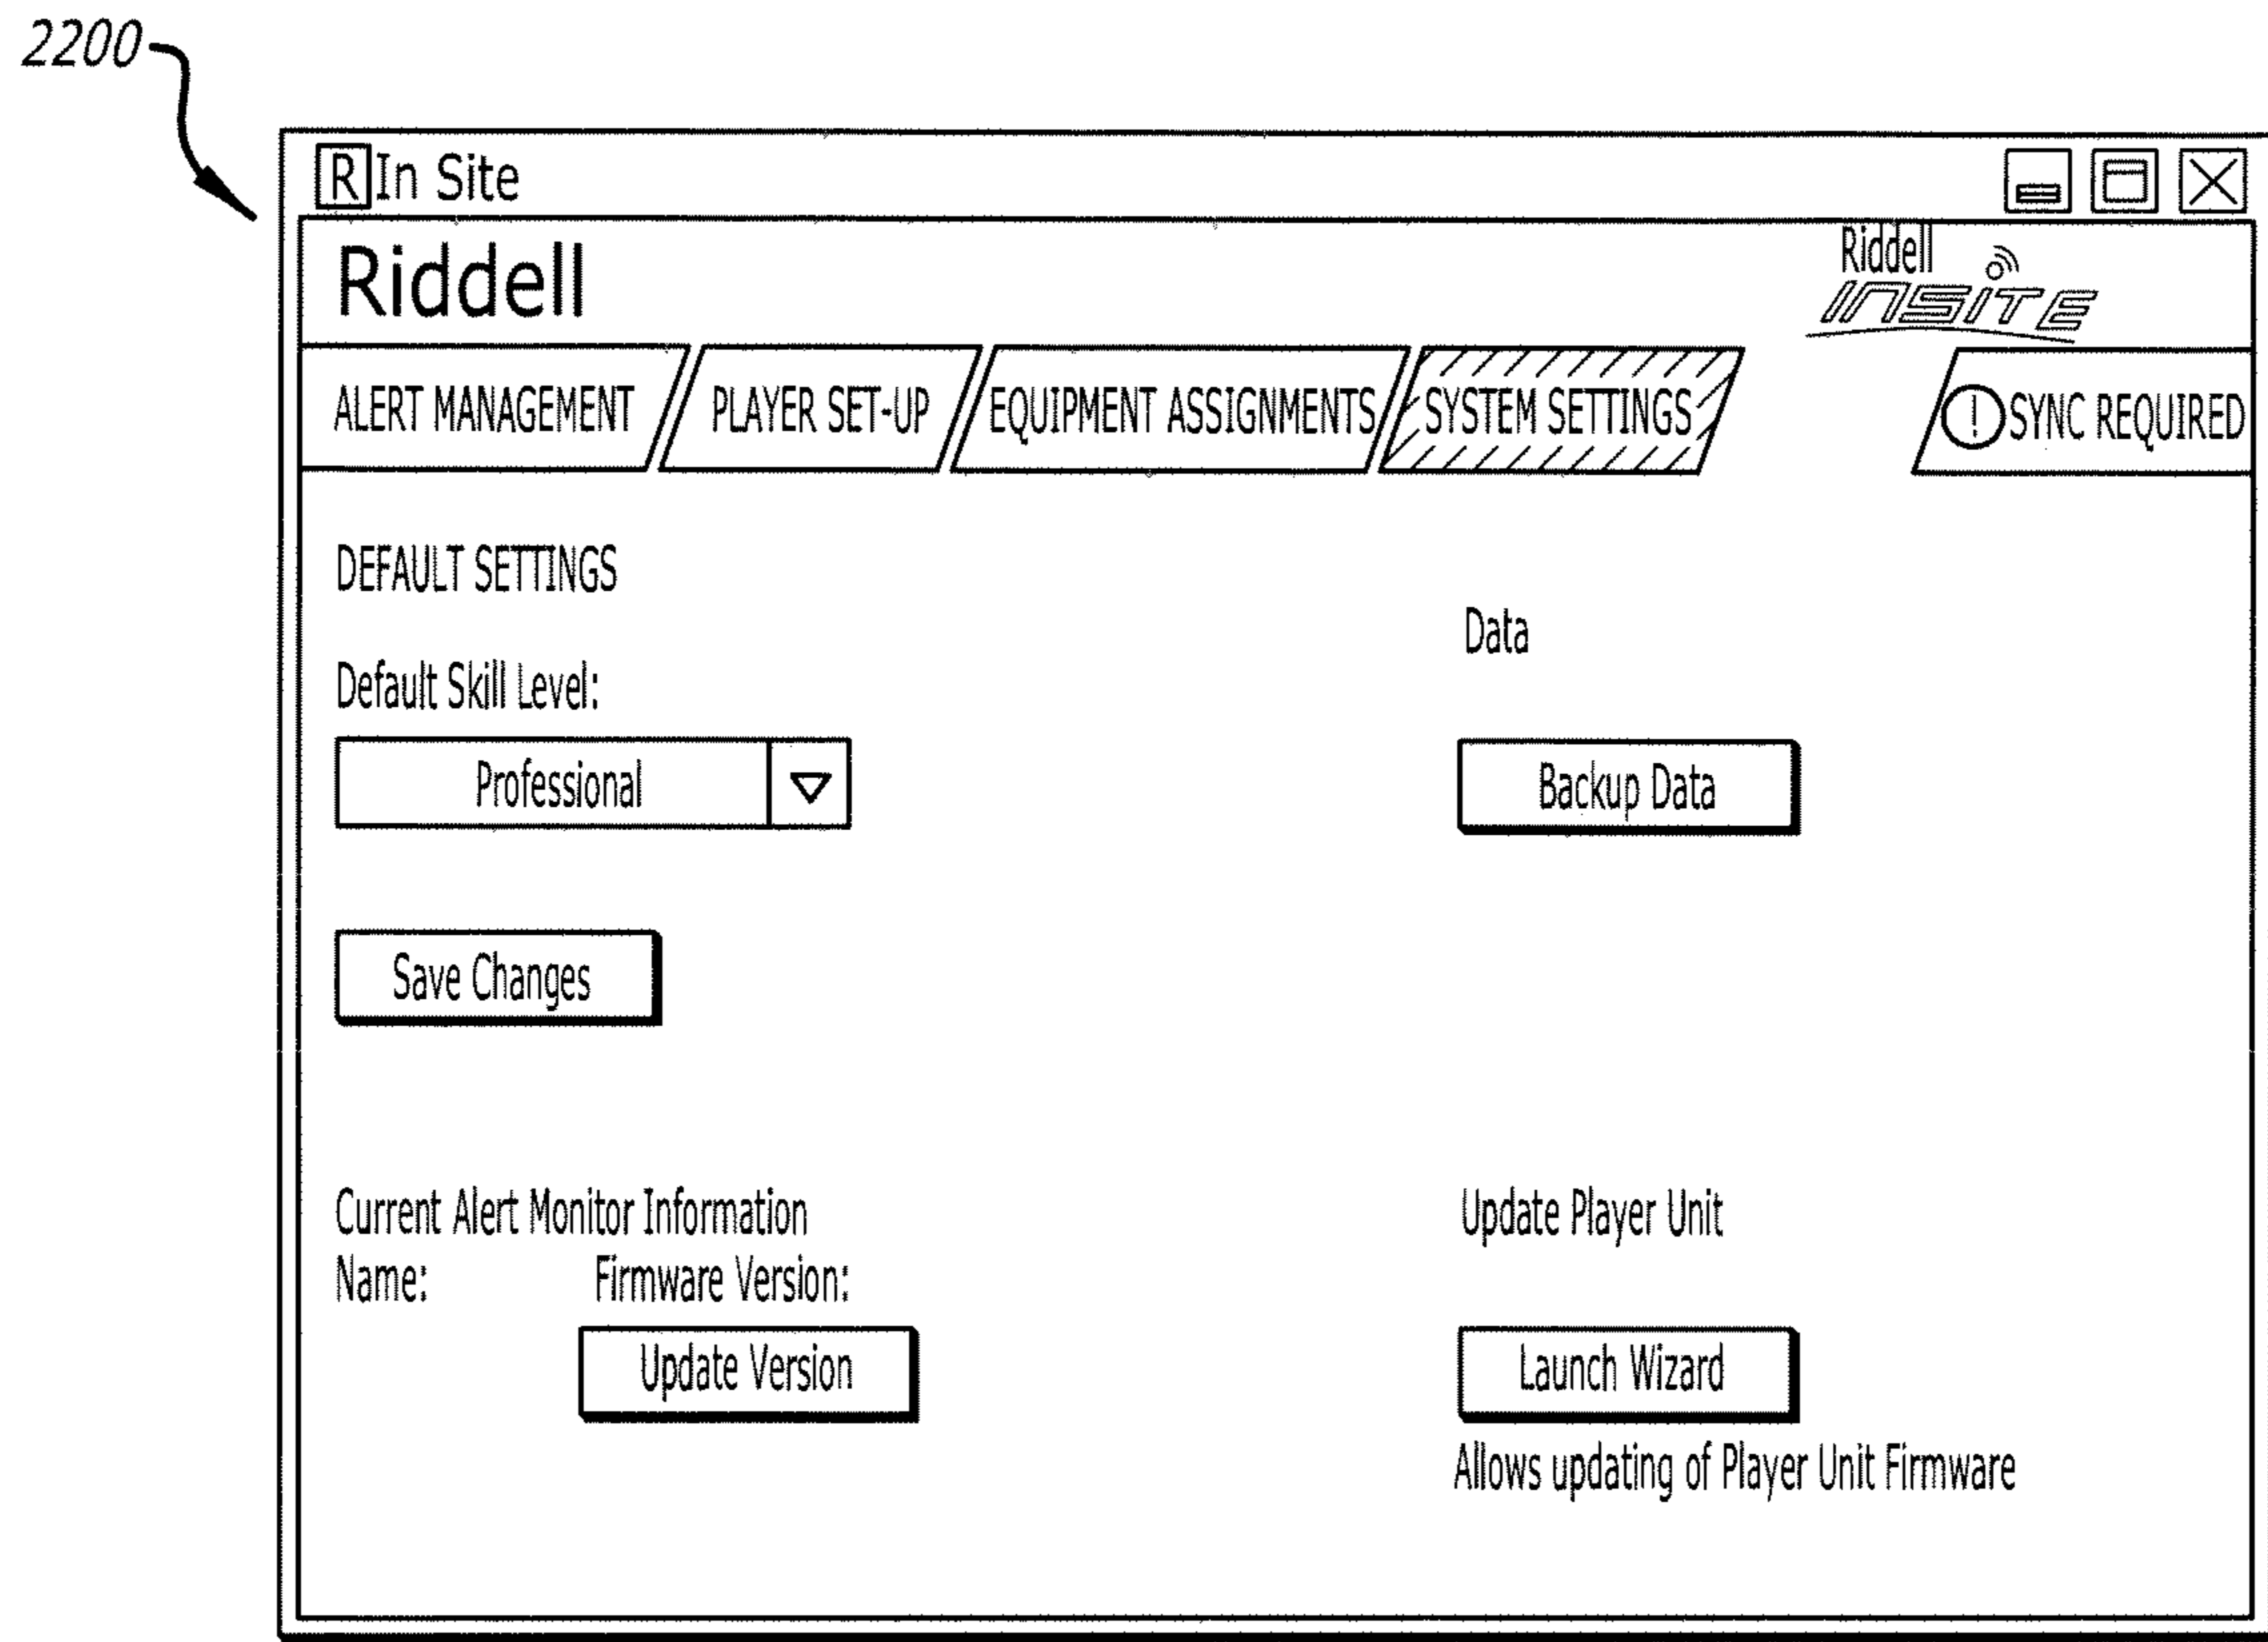 2200
R In Site
Riddell
Riddell
INSITE
ALERT MANAGEMENT
PLAYER SET-UP
EQUIPMENT ASSIGNMENTS
SYSTEM SETTINGS
! SYNC REQUIRED
DEFAULT SETTINGS
Data
Default Skill Level:
Professional
Backup Data
Save Changes
Current Alert Monitor Information
Name: Firmware Version:
Update Version
Update Player Unit
Launch Wizard
Allows updating of Player Unit Firmware